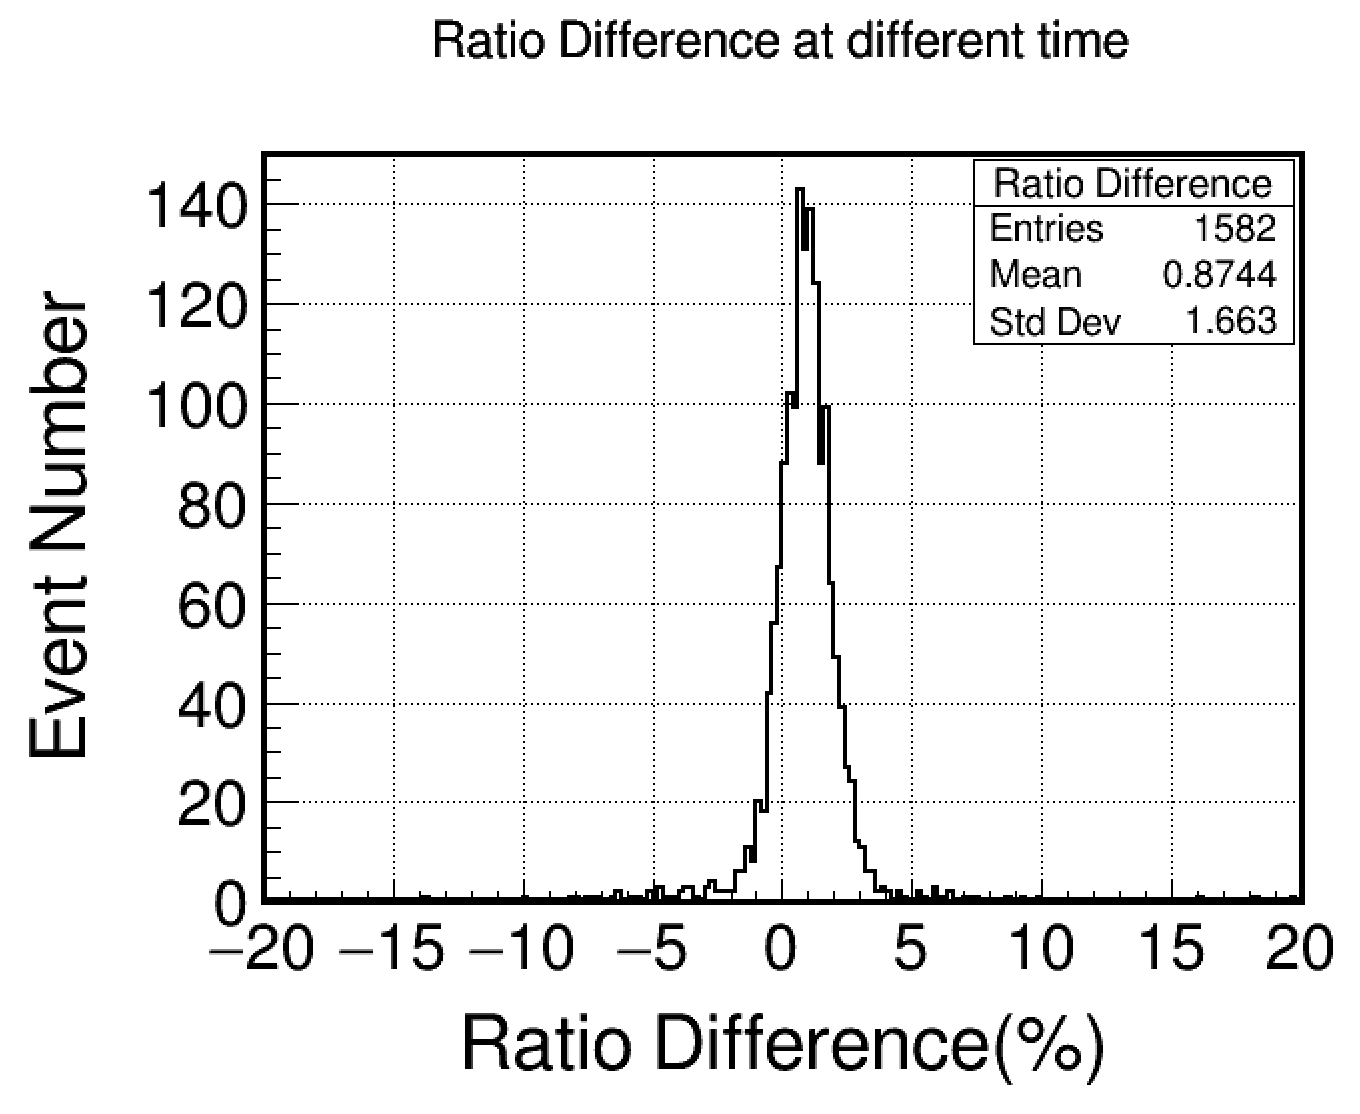 Ratio Difference at different time
Ratio Difference
Entries 1582
Mean 0.8744
Std Dev 1.663
Event Number
140
120
100
80
60
40
20
0
−20 −15 −10 −5 0 5 10 15 20
Ratio Difference(%)